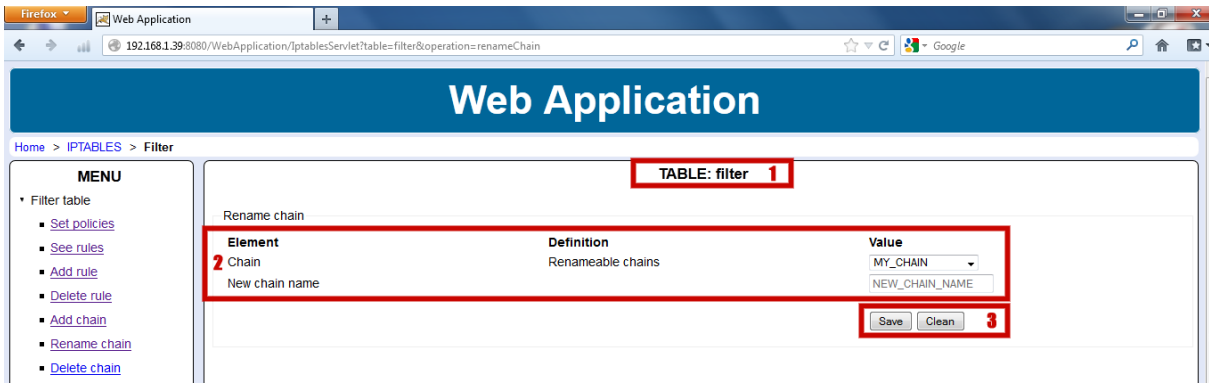 Firefox
Web Application
192.168.1.39:8080/WebApplication/IptablesServlet?table=filter&operation=renameChain
Google
Web Application
Home > IPTABLES > Filter
MENU
Filter table
Set policies
See rules
Add rule
Delete rule
Add chain
Rename chain
Delete chain
TABLE: filter 1
Rename chain
Element Definition Value
2 Chain Renameable chains MY_CHAIN
New chain name NEW_CHAIN_NAME
Save Clean 3